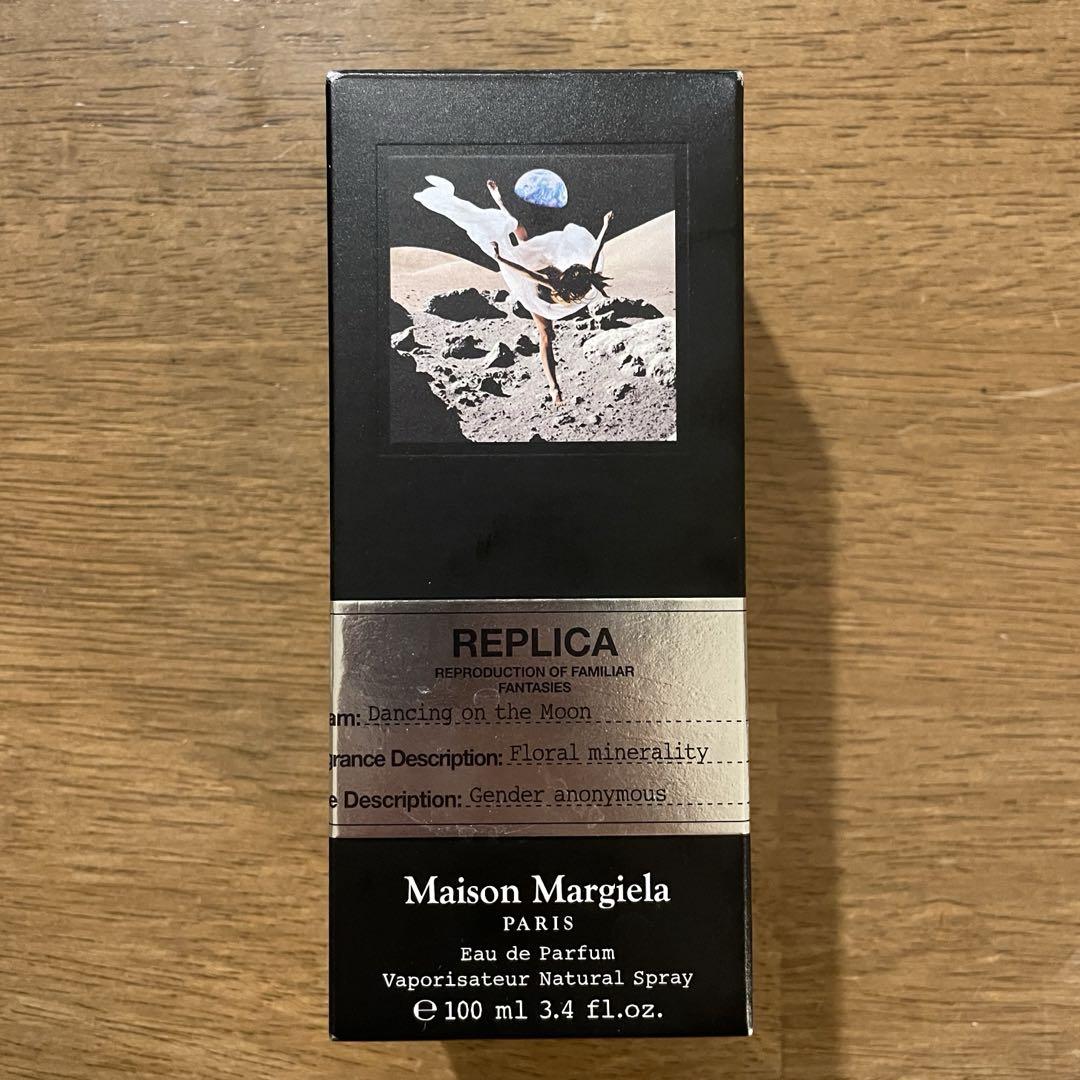 REPLICA
REPRODUCTION OF FAMILIAR
FANTASIES
am: Dancing on the Moon
grance Description: Floral minerality
e Description: Gender anonymous
Maison Margiela
PARIS
Eau de Parfum
Vaporisateur Natural Spray
℮ 100 ml 3.4 fl.oz.